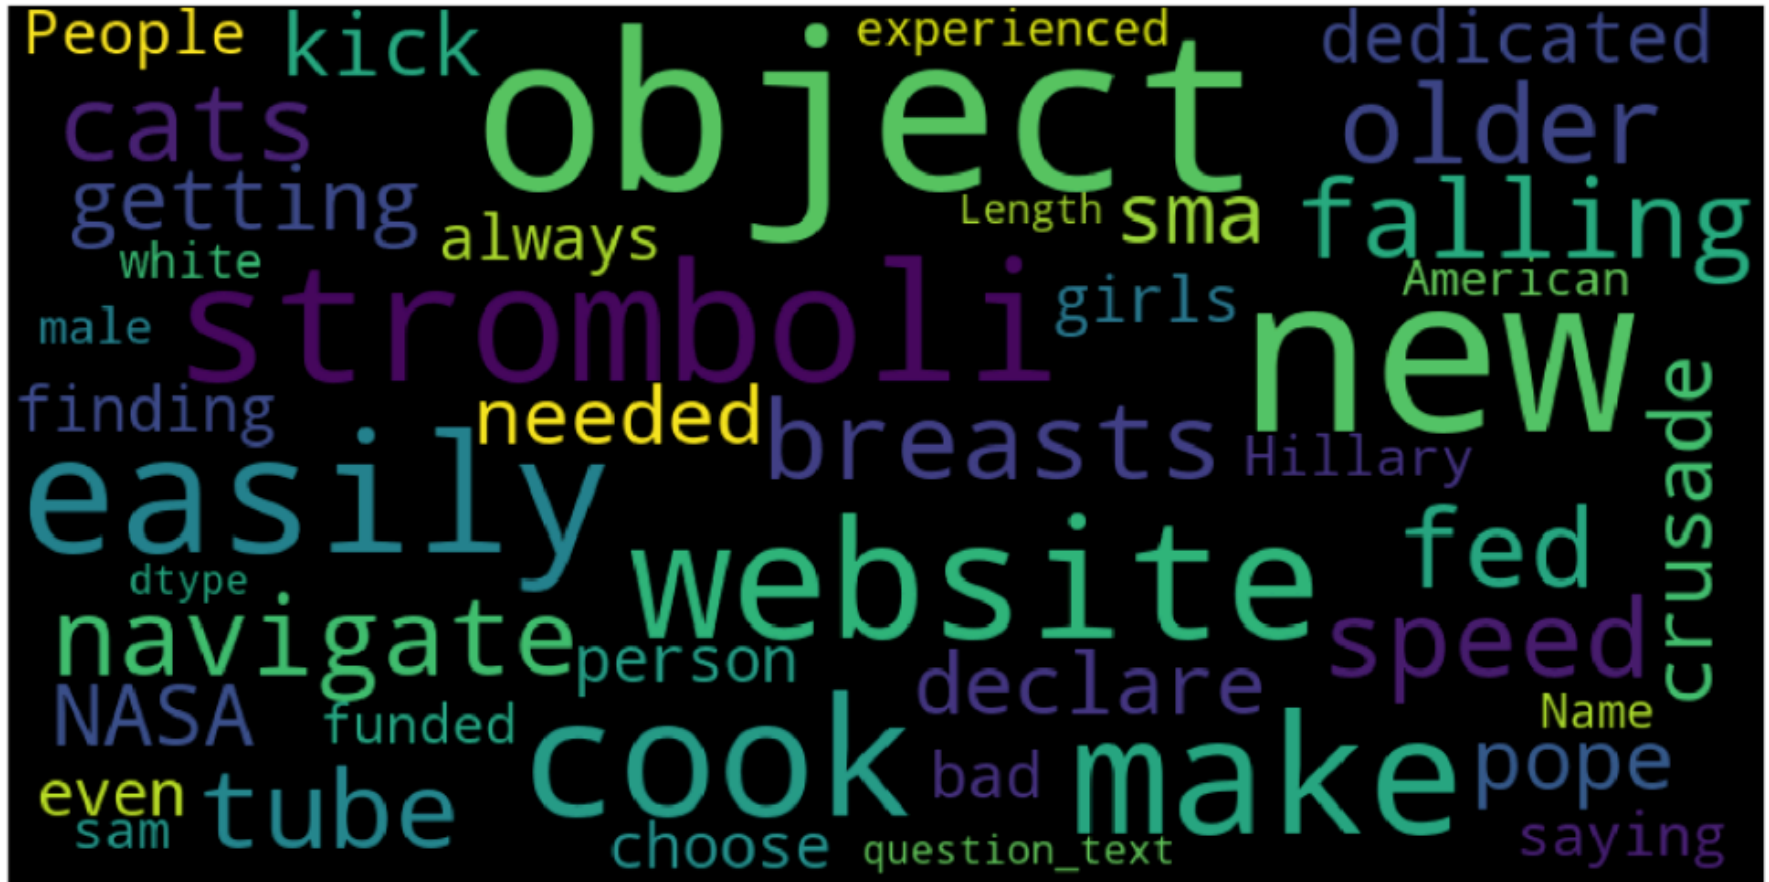 People kick object experienced dedicated
cats older
getting always Length sma falling
white American
male stromboli girls new
finding needed breasts Hillary crusade
easily
dtype website fed
navigate person declare speed
NASA funded cook Name
even tube bad make pope
sam choose question_text saying